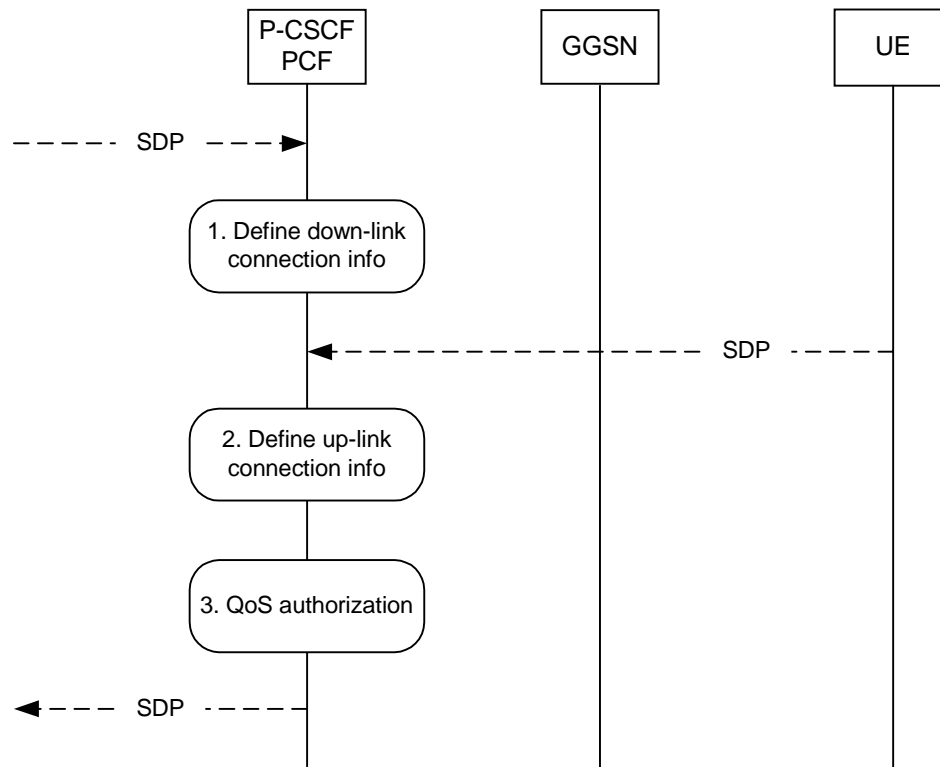 P-CSCF
PCF
GGSN
UE
SDP
1. Define down-link
connection info
SDP
2. Define up-link
connection info
3. QoS authorization
SDP